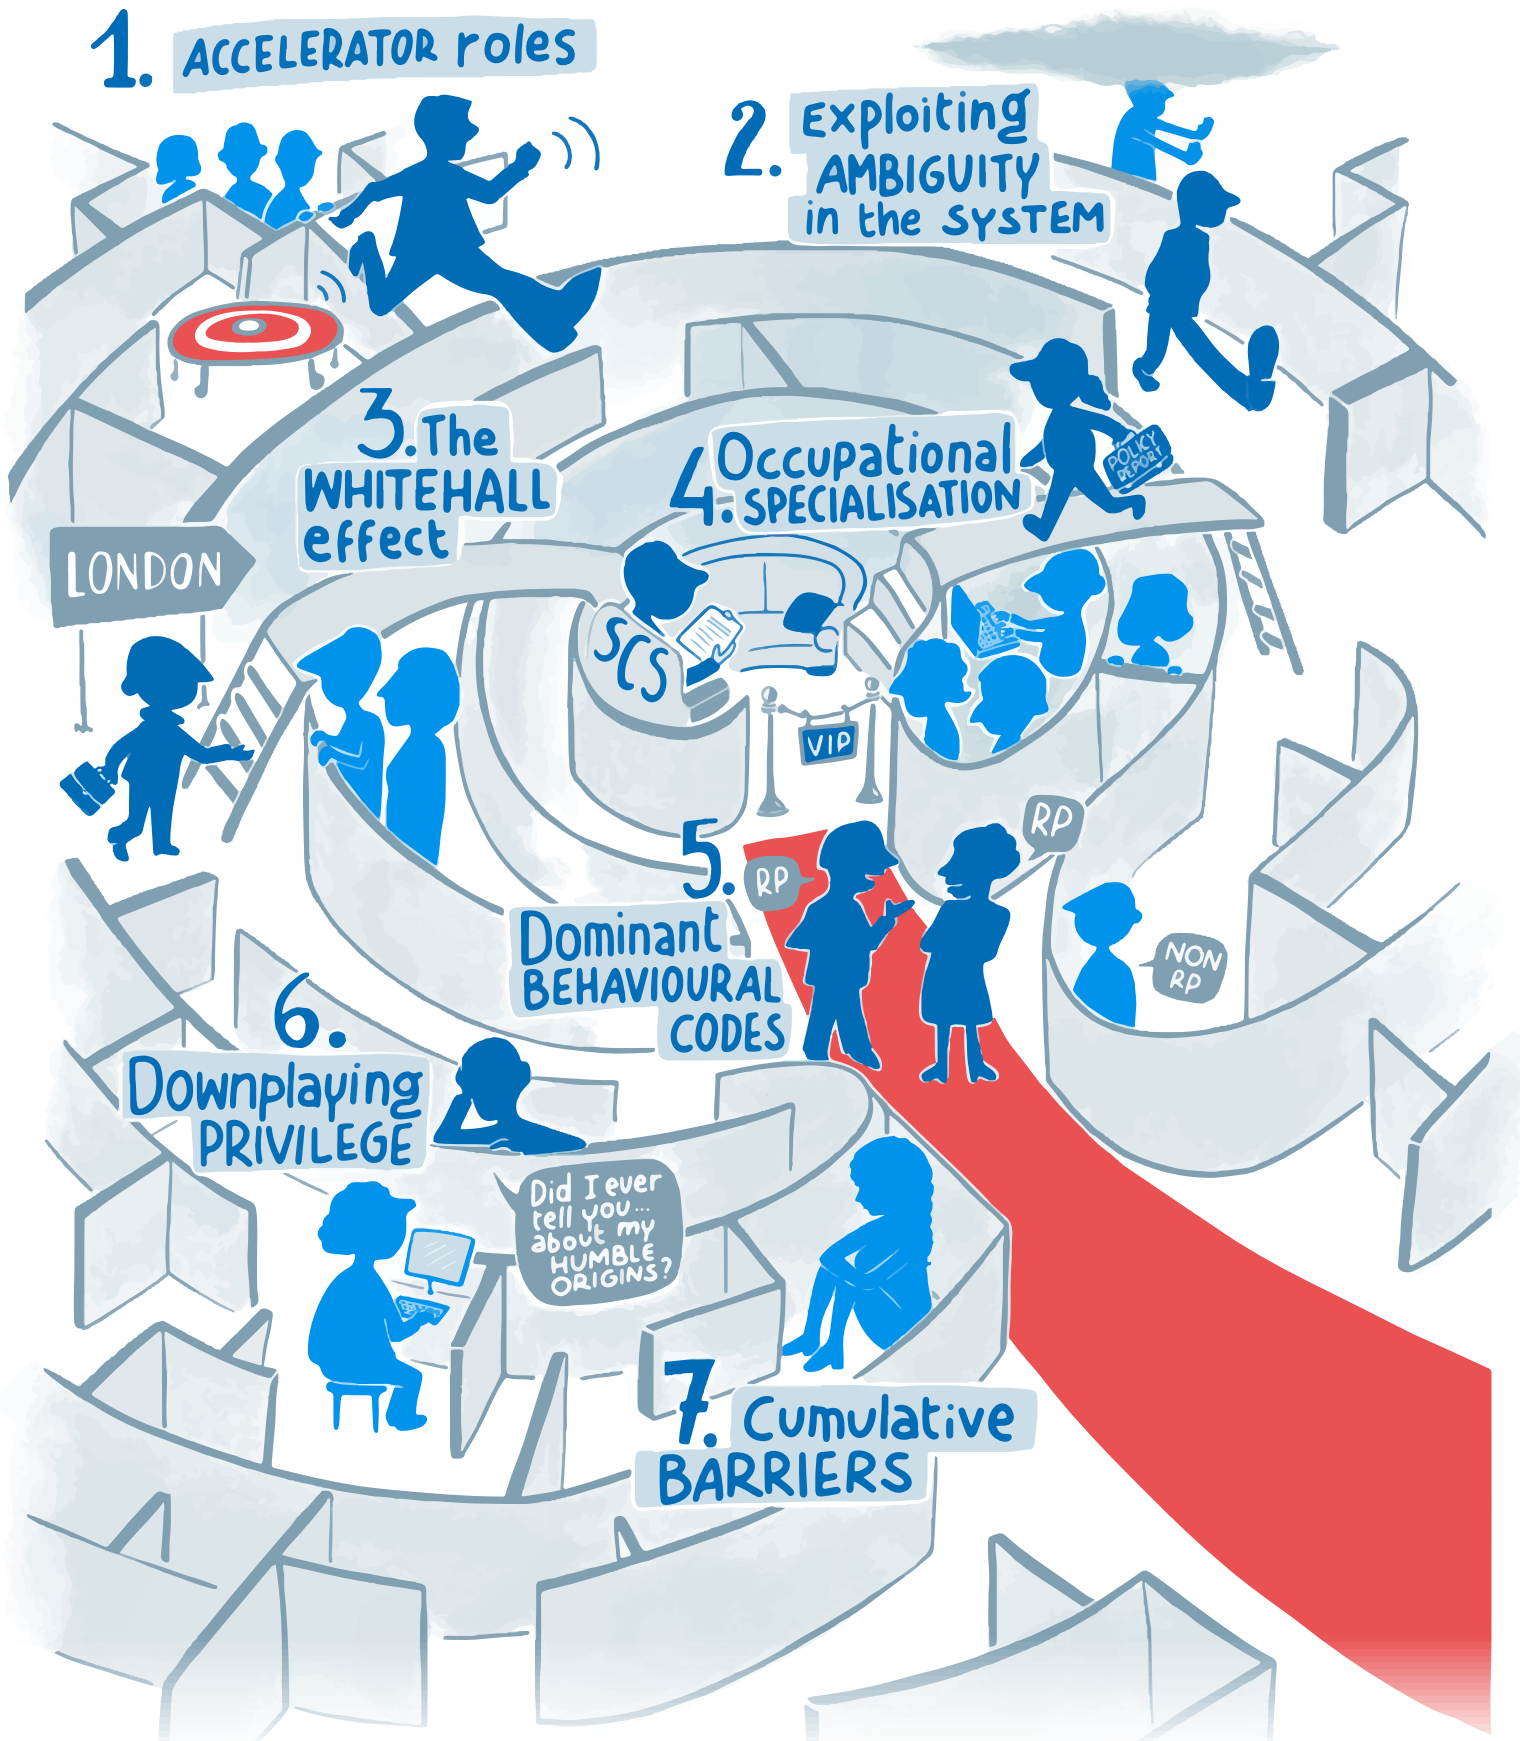 1. ACCELERATOR roles
2. Exploiting
AMBIGUITY
in the SYSTEM
3. The
WHITEHALL
effect
4. Occupational
SPECIALISATION
POLICY
REPORT
LONDON
SCS
VIP
RP
5.
RP
Dominant
BEHAVIOURAL
CODES
NON
RP
6.
Downplaying
PRIVILEGE
Did I ever
tell you...
about my
HUMBLE
ORIGINS?
7. Cumulative
BARRIERS